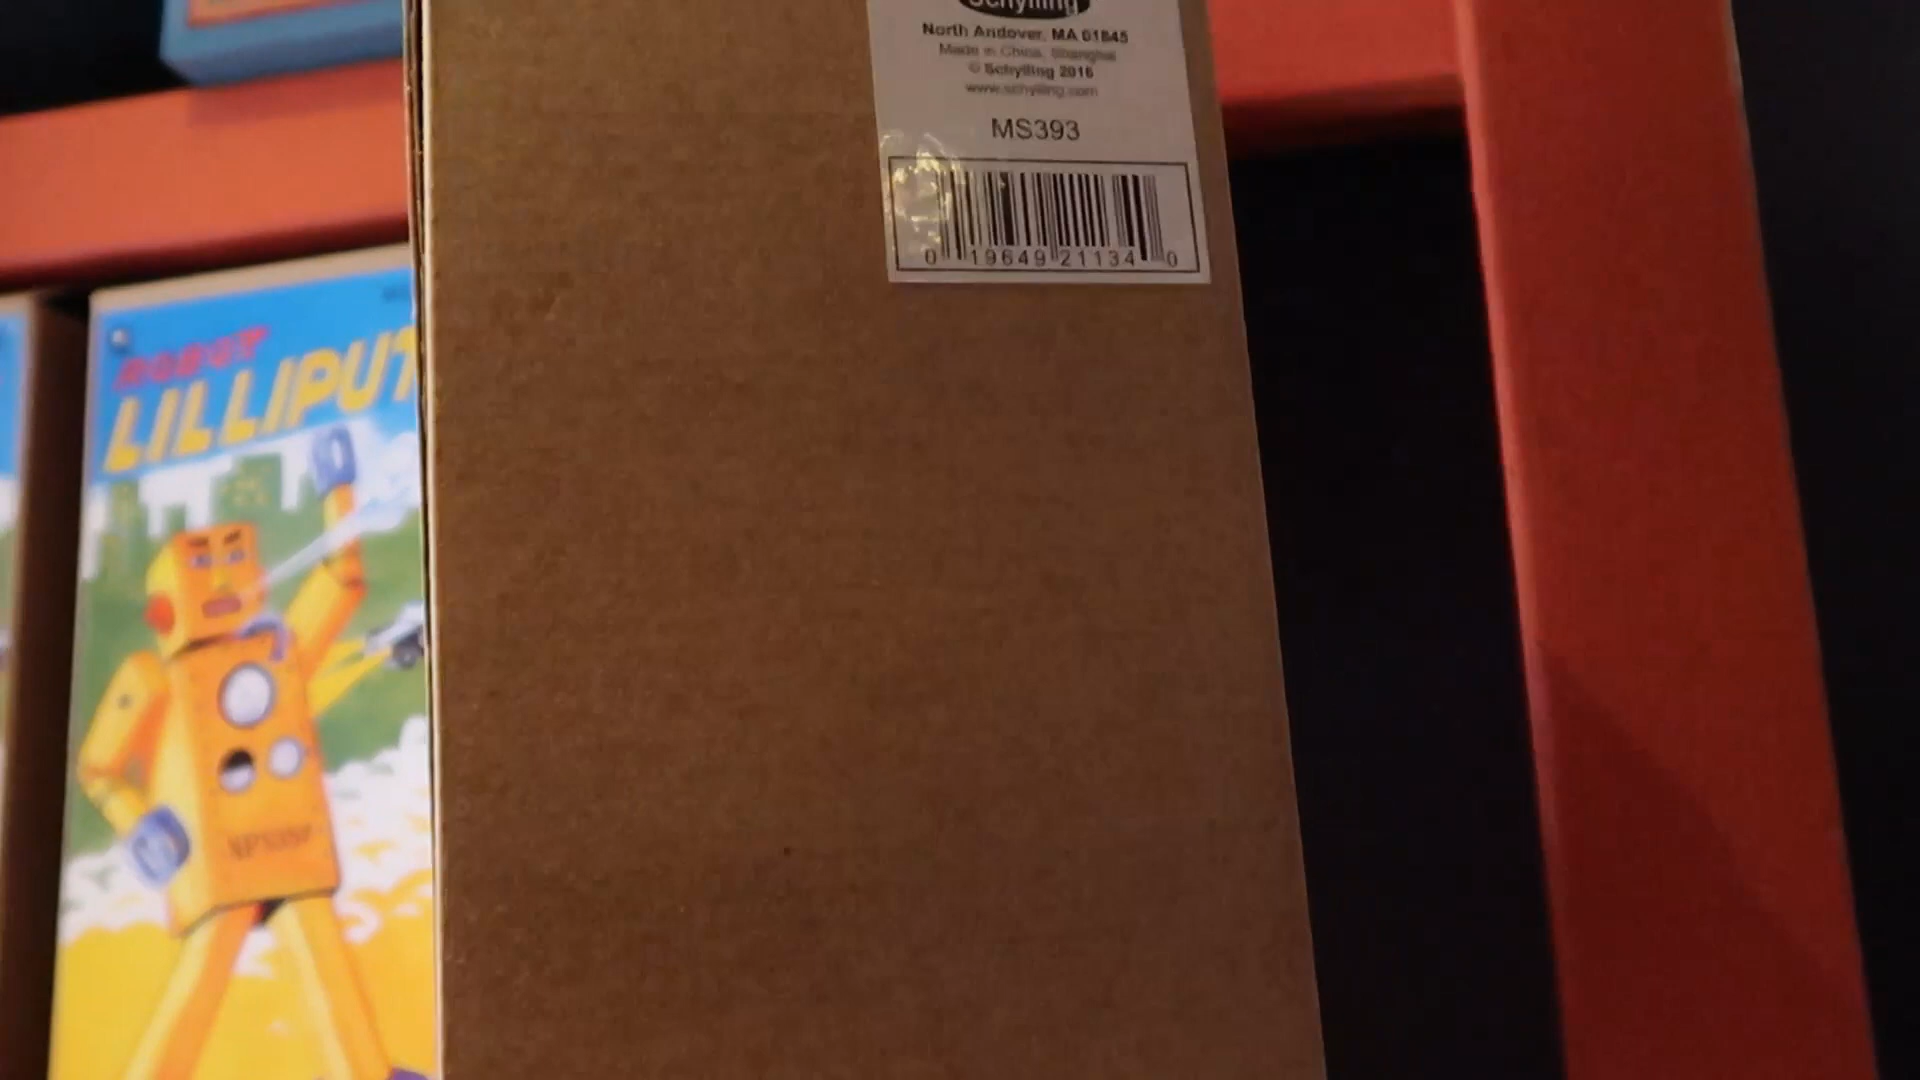 Schylling
North Andover, MA 01845
Made in China, Shanghai
© Schylling 2016
www.schylling.com
MS393
0 19649 21134 0
ROBOT
LILLIPUT